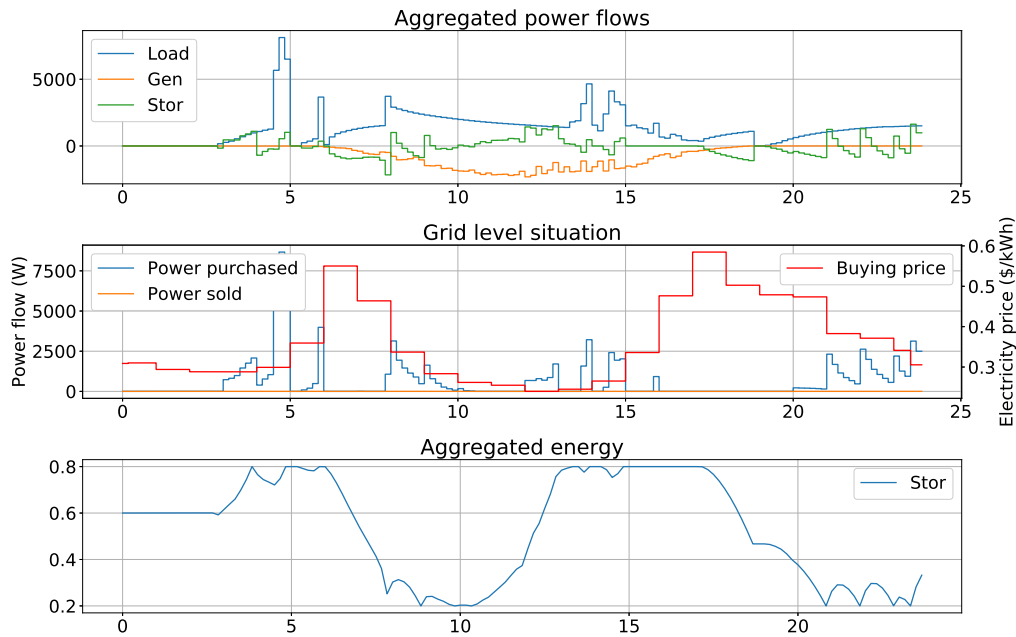 Aggregated power flows
Load
Gen
Stor
5000
0
0 5 10 15 20 25
Grid level situation
Power purchased
Power sold
Buying price
Power flow (W)
7500
5000
2500
0
Electricity price ($/kWh)
0.6
0.5
0.4
0.3
0 5 10 15 20 25
Aggregated energy
Stor
0.8
0.6
0.4
0.2
0 5 10 15 20